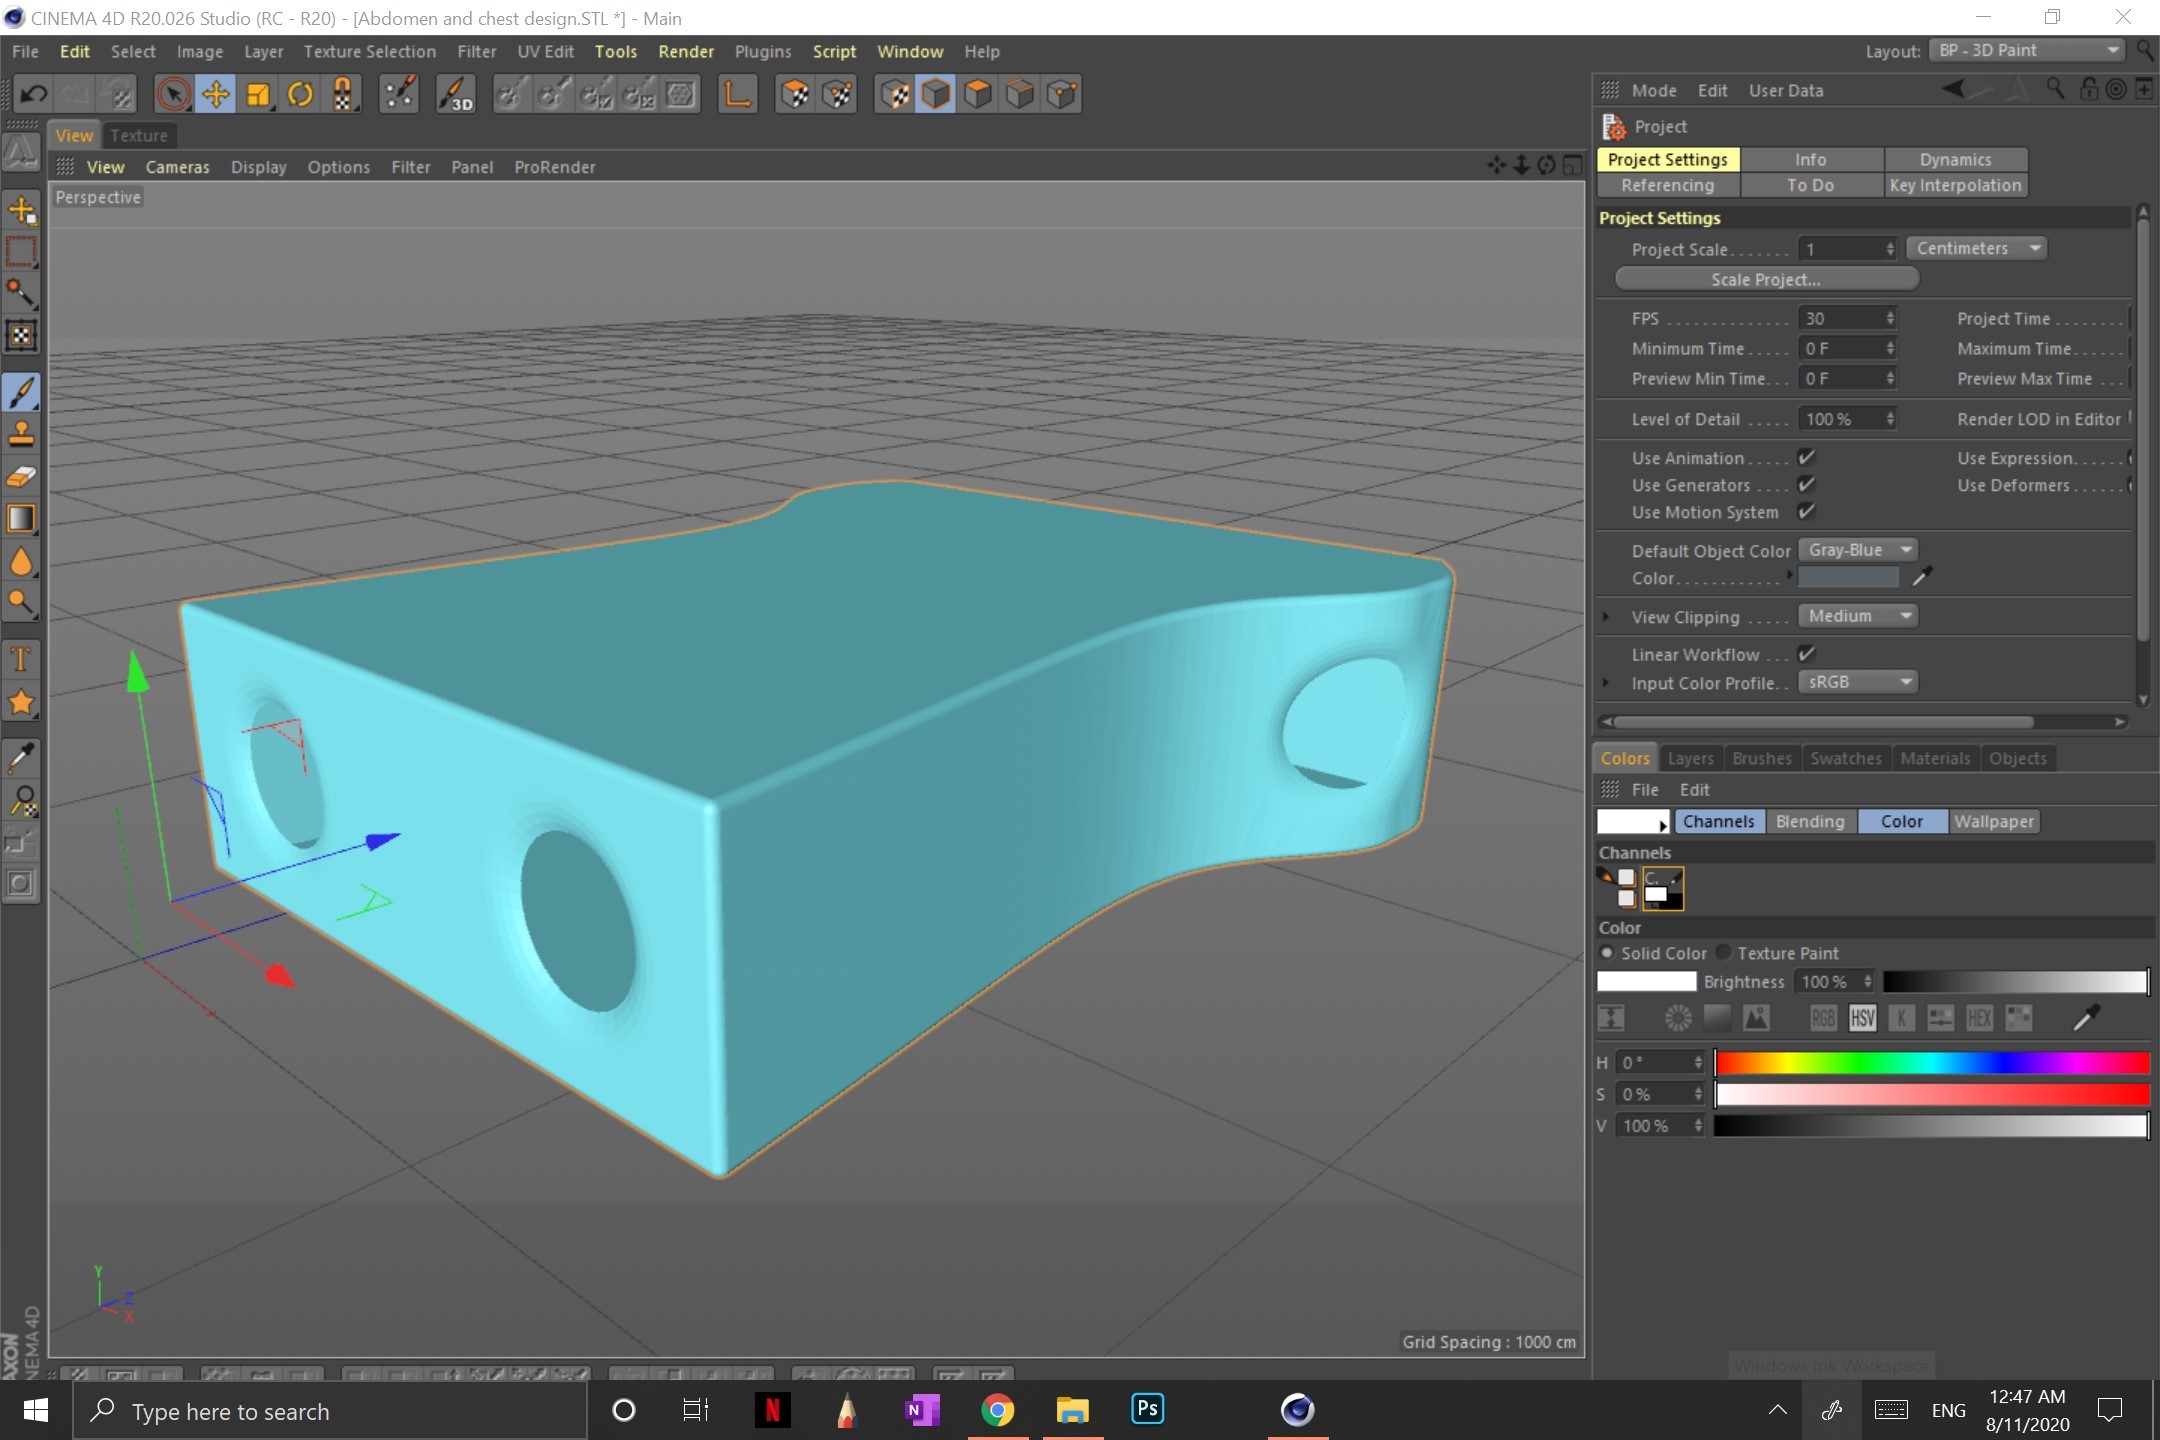 CINEMA 4D R20.026 Studio (RC - R20) - [Abdomen and chest design.STL *] - Main
File Edit Select Image Layer Texture Selection Filter UV Edit Tools Render Plugins Script Window Help
Layout: BP - 3D Paint
3D
Mode Edit User Data
View Texture
Project
View Cameras Display Options Filter Panel ProRender
Project Settings Info Dynamics
Referencing To Do Key Interpolation
Perspective
Project Settings
Project Scale....... 1 Centimeters
Scale Project...
FPS ............. 30 Project Time ........
Minimum Time ..... 0 F Maximum Time.....
Preview Min Time... 0 F Preview Max Time ...
Level of Detail ..... 100 % Render LOD in Editor
Use Animation ..... Use Expression......
Use Generators .... Use Deformers ......
Use Motion System
Default Object Color Gray-Blue
Color............
View Clipping ..... Medium
Linear Workflow ...
Input Color Profile.. sRGB
Colors Layers Brushes Swatches Materials Objects
File Edit
Channels Blending Color Wallpaper
Channels
C.
Color
Solid Color Texture Paint
Brightness 100 %
RGB HSV K HEX
H 0 °
S 0 %
V 100 %
Y
Z
X
Grid Spacing : 1000 cm
AXON
NEMA 4D
Windows Ink Workspace
Type here to search
N
N
Ps
ENG
12:47 AM
8/11/2020